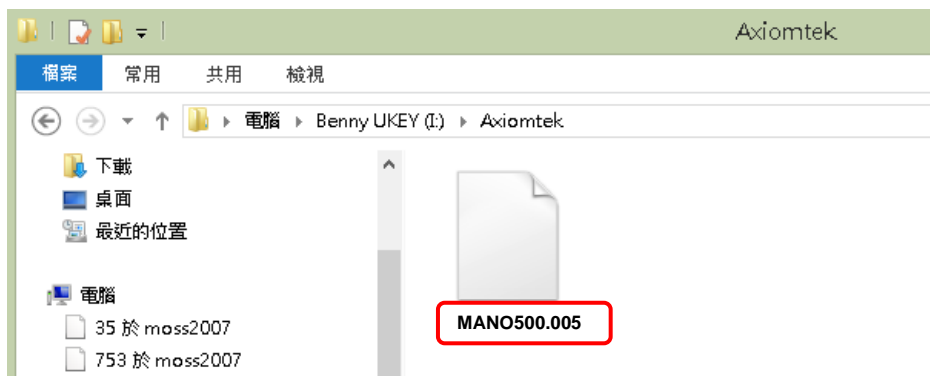 Axiomtek
檔案 常用 共用 檢視
電腦 Benny UKEY (I:) Axiomtek
下載
桌面
最近的位置
電腦
35 於 moss2007
753 於 moss2007
MANO500.005